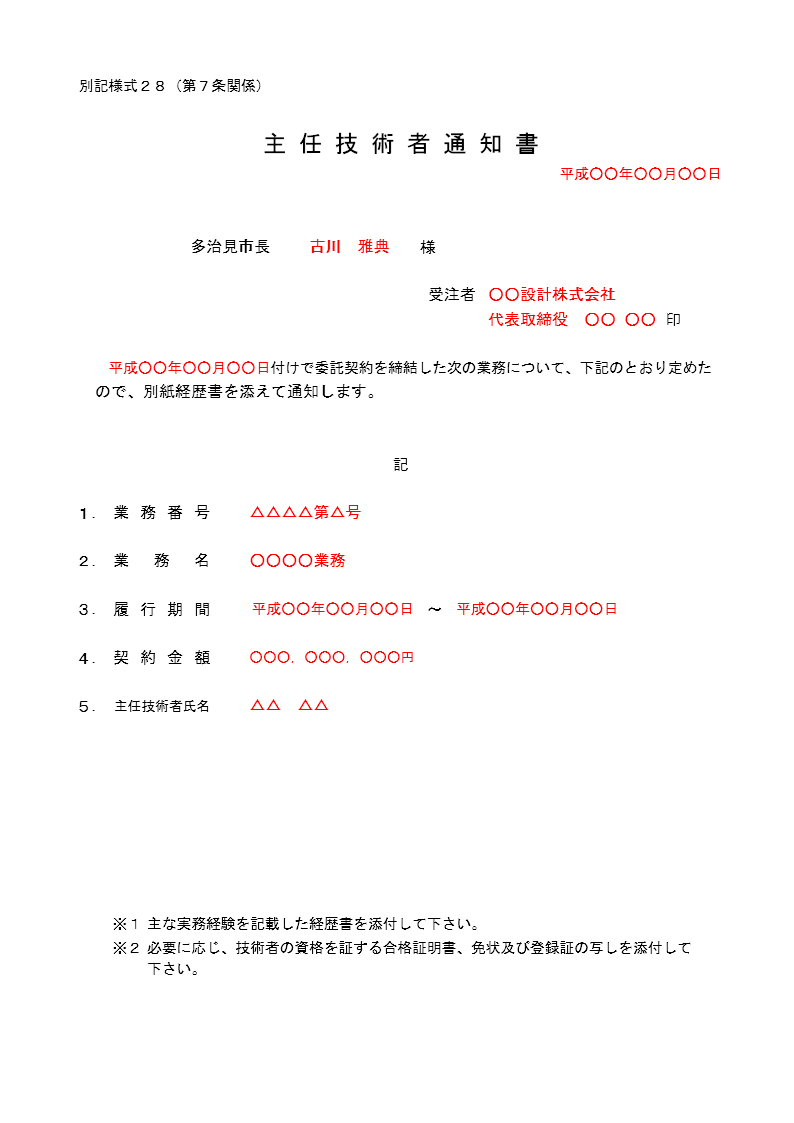 別記様式２８（第７条関係）
主任技術者通知書
平成〇〇年〇〇月〇〇日
多治見市長　古川　雅典　様
受注者　〇〇設計株式会社
代表取締役　〇〇 〇〇 印
平成〇〇年〇〇月〇〇日付けで委託契約を締結した次の業務について、下記のとおり定めた
ので、別紙経歴書を添えて通知します。
記
１．業務番号　△△△△第△号
２．業務名　〇〇〇〇業務
３．履行期間　平成〇〇年〇〇月〇〇日　～　平成〇〇年〇〇月〇〇日
４．契約金額　〇〇〇，〇〇〇，〇〇〇円
５．主任技術者氏名　△△　△△
※１ 主な実務経験を記載した経歴書を添付して下さい。
※２ 必要に応じ、技術者の資格を証する合格証明書、免状及び登録証の写しを添付して
下さい。